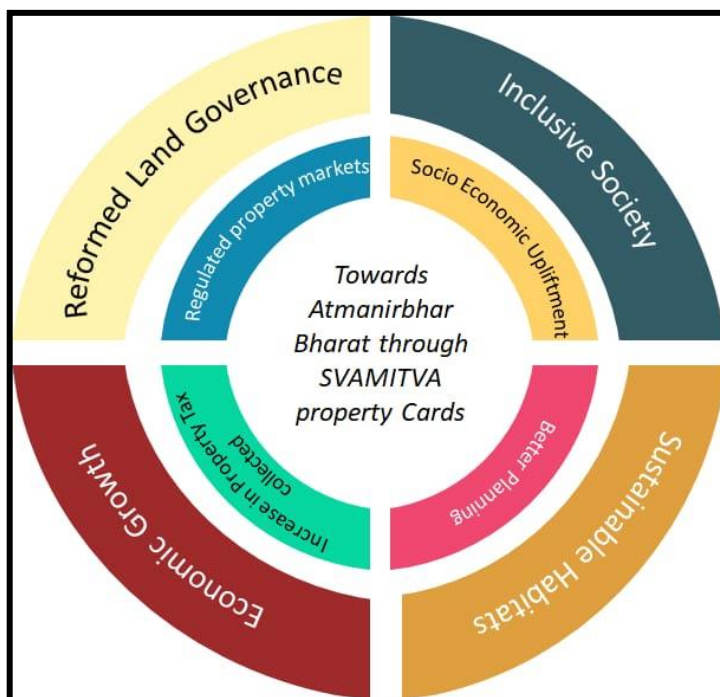 Reformed Land Governance
Inclusive Society
Regulated property markets
Socio Economic Upliftment
Towards
Atmanirbhar
Bharat through
SVAMITVA
property Cards
Increase in Property Tax
collected
Better Planning
Economic Growth
Sustainable Habitats